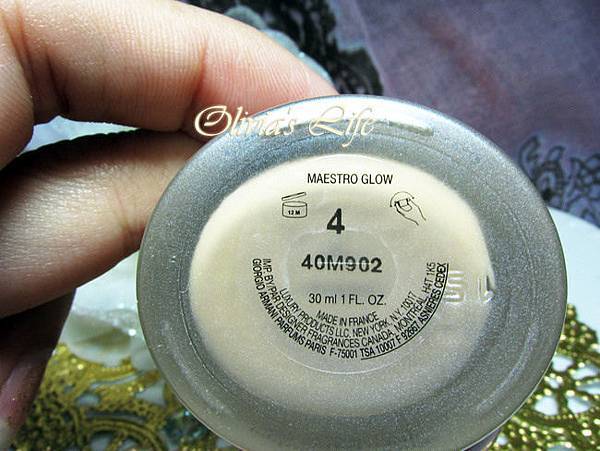 Olivia's Life
MAESTRO GLOW
12 M
4
40M902
30 ml 1 FL. OZ.
MADE IN FRANCE
LUXURY PRODUCTS LLC. NEW YORK, N.Y. 10017
IMP. BY/PAR DESIGNER FRAGRANCES CANADA, MONTREAL, H4T 1K5
GIORGIO ARMANI PARFUMS PARIS F-75001 TSA 10007 F 92667 ASNIERES CEDEX